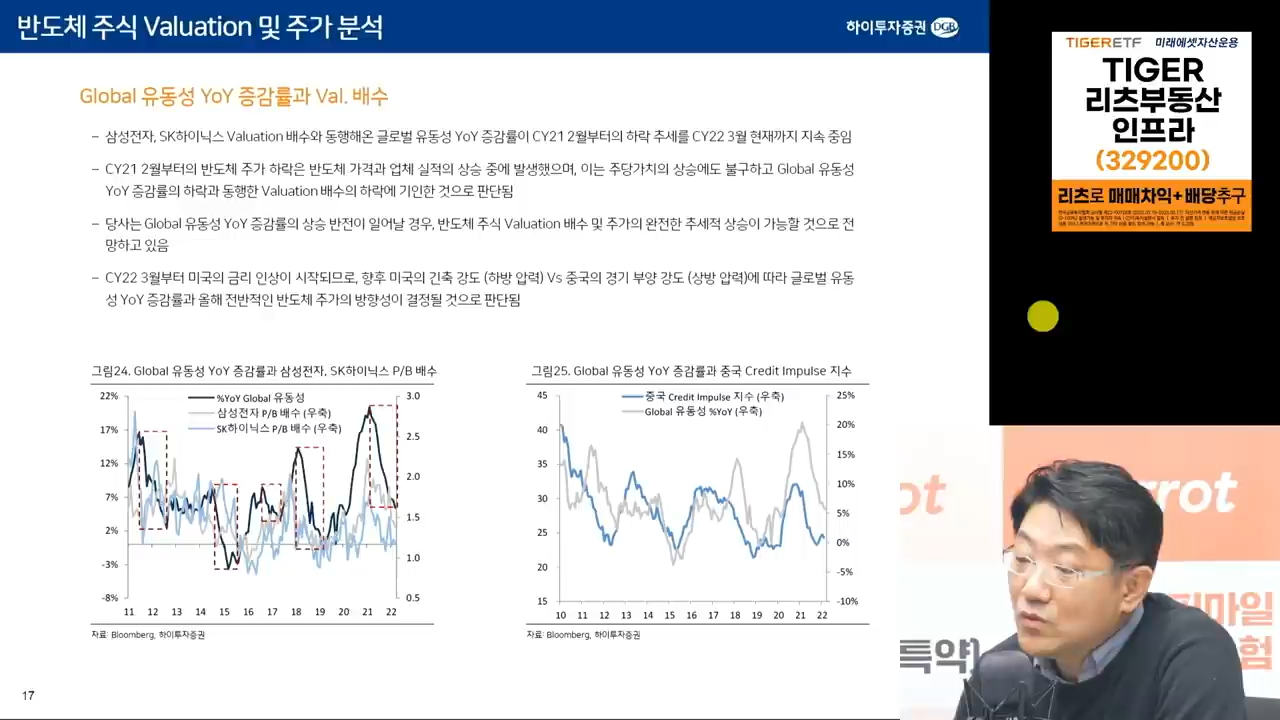 반도체 주식 Valuation 및 주가 분석
하이투자증권 DGB
Global 유동성 YoY 증감률과 Val. 배수
– 삼성전자, SK하이닉스 Valuation 배수와 동행해온 글로벌 유동성 YoY 증감률이 CY21 2월부터의 하락 추세를 CY22 3월 현재까지 지속 중임
– CY21 2월부터의 반도체 주가 하락은 반도체 가격과 업체 실적의 상승 중에 발생했으며, 이는 주당가치의 상승에도 불구하고 Global 유동성
YoY 증감률의 하락과 동행한 Valuation 배수의 하락에 기인한 것으로 판단됨
– 당사는 Global 유동성 YoY 증감률의 상승 반전이 일어날 경우, 반도체 주식 Valuation 배수 및 주가의 완전한 추세적 상승이 가능할 것으로 전
망하고 있음
– CY22 3월부터 미국의 금리 인상이 시작되므로, 향후 미국의 긴축 강도 (하방 압력) Vs 중국의 경기 부양 강도 (상방 압력)에 따라 글로벌 유동
성 YoY 증감률과 올해 전반적인 반도체 주가의 방향성이 결정될 것으로 판단됨
그림24. Global 유동성 YoY 증감률과 삼성전자, SK하이닉스 P/B 배수
%YoY Global 유동성
삼성전자 P/B 배수 (우축)
SK하이닉스 P/B 배수 (우축)
22%
17%
12%
7%
2%
-3%
-8%
3.0
2.5
2.0
1.5
1.0
0.5
11 12 13 14 15 16 17 18 19 20 21 22
자료: Bloomberg, 하이투자증권
그림25. Global 유동성 YoY 증감률과 중국 Credit Impulse 지수
중국 Credit Impulse 지수 (우축)
Global 유동성 %YoY (우축)
45
40
35
30
25
20
15
25%
20%
15%
10%
5%
0%
-5%
-10%
10 11 12 13 14 15 16 17 18 19 20 21 22
자료: Bloomberg, 하이투자증권
17
TIGER ETF 미래에셋자산운용
TIGER
리츠부동산
인프라
(329200)
리츠로 매매차익+배당추구
ot
rot
마일
특약)
험